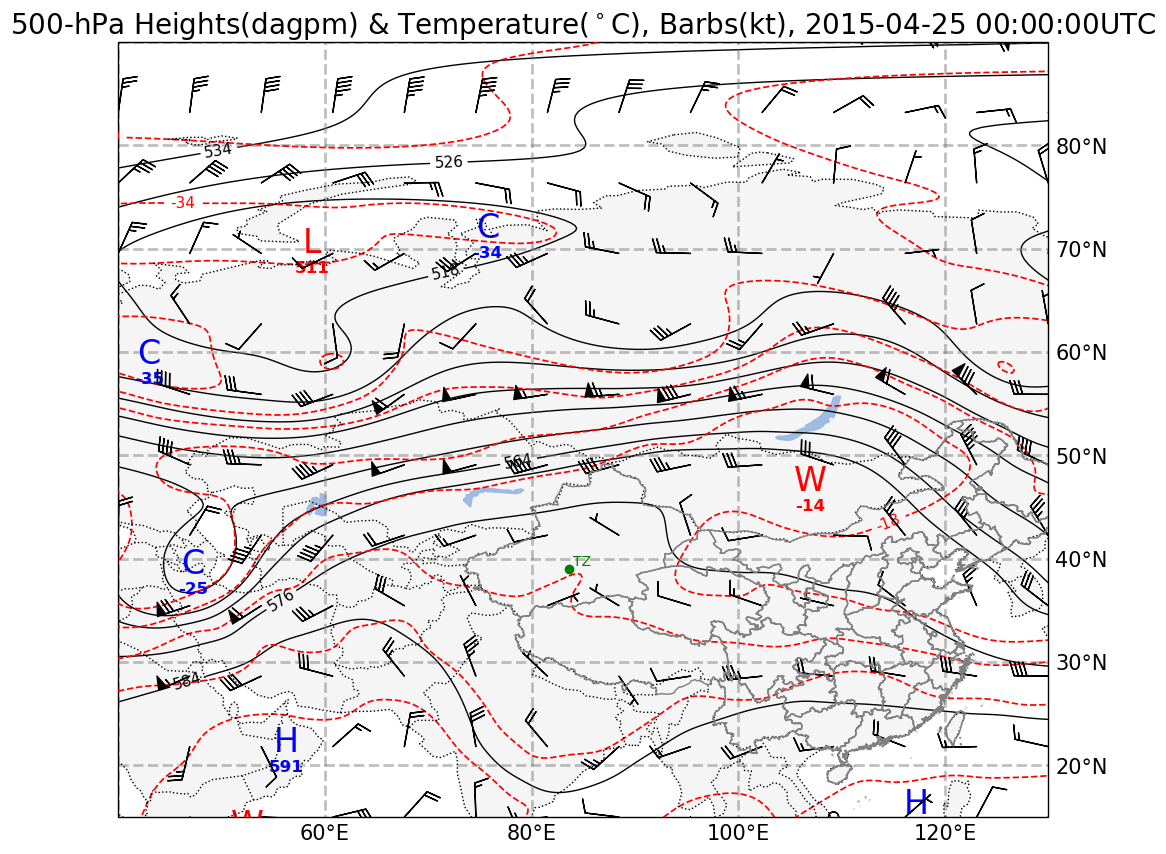 500-hPa Heights(dagpm) & Temperature(°C), Barbs(kt), 2015-04-25 00:00:00UTC
534
526
80°N
-34
L
511
C
-34
518
70°N
C
-35
60°N
564
50°N
W
-14
-18
C
-25
TZ
40°N
576
584
30°N
H
591
20°N
W
H
60°E
80°E
100°E
120°E